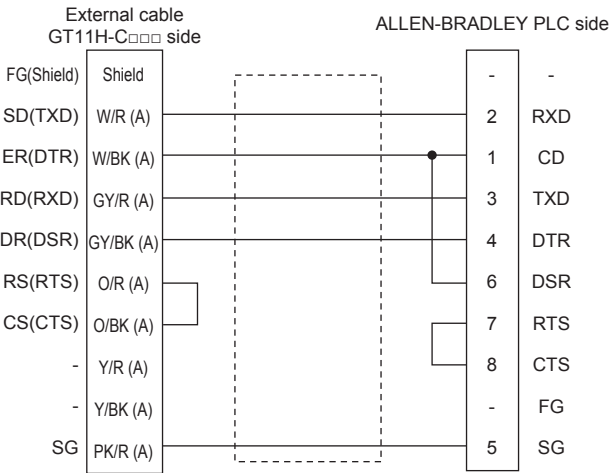 External cable
GT11H-C□□□ side
ALLEN-BRADLEY PLC side
FG(Shield) Shield - -
SD(TXD) W/R (A) 2 RXD
ER(DTR) W/BK (A) 1 CD
RD(RXD) GY/R (A) 3 TXD
DR(DSR) GY/BK (A) 4 DTR
RS(RTS) O/R (A) 6 DSR
CS(CTS) O/BK (A) 7 RTS
- Y/R (A) 8 CTS
- Y/BK (A) - FG
SG PK/R (A) 5 SG